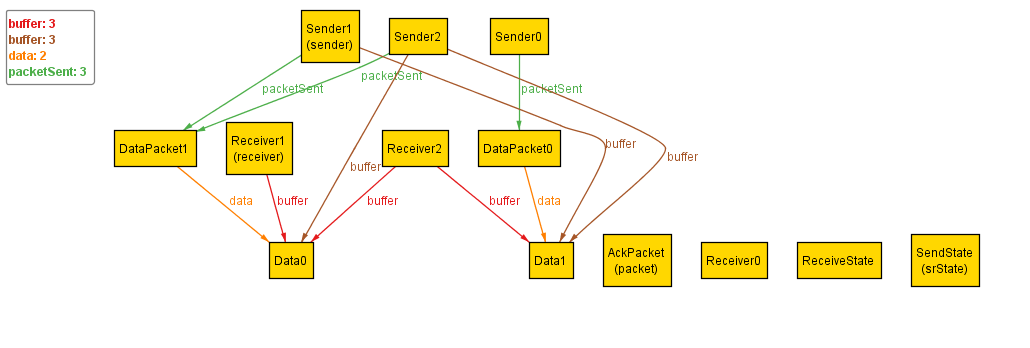 buffer: 3
buffer: 3
data: 2
packetSent: 3
Sender1
(sender)
Sender2
Sender0
packetSent
packetSent
packetSent
DataPacket1
Receiver1
(receiver)
Receiver2
DataPacket0
buffer
buffer
buffer
data
buffer
buffer
buffer
data
Data0
Data1
AckPacket
(packet)
Receiver0
ReceiveState
SendState
(srState)